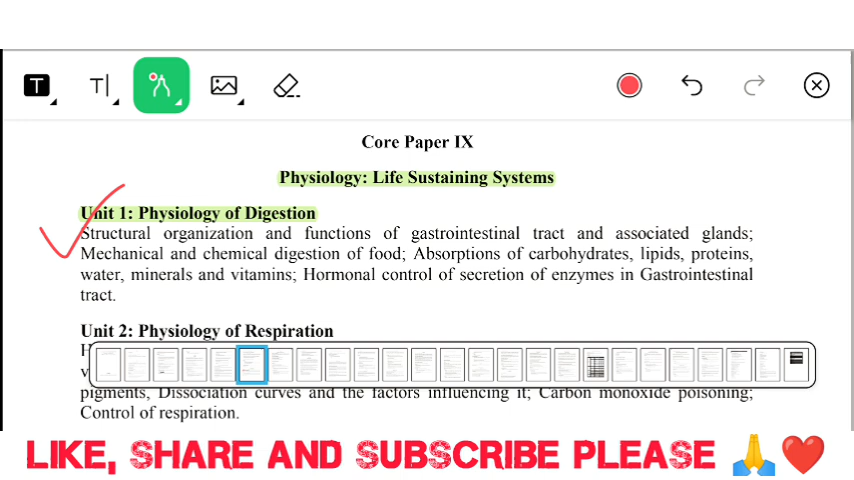 T
T|
Core Paper IX
Physiology: Life Sustaining Systems
Unit 1: Physiology of Digestion
Structural organization and functions of gastrointestinal tract and associated glands;
Mechanical and chemical digestion of food; Absorptions of carbohydrates, lipids, proteins,
water, minerals and vitamins; Hormonal control of secretion of enzymes in Gastrointestinal
tract.
Unit 2: Physiology of Respiration
pigments, Dissociation curves and the factors influencing it; Carbon monoxide poisoning;
Control of respiration.
LIKE, SHARE AND SUBSCRIBE PLEASE 🙏❤️